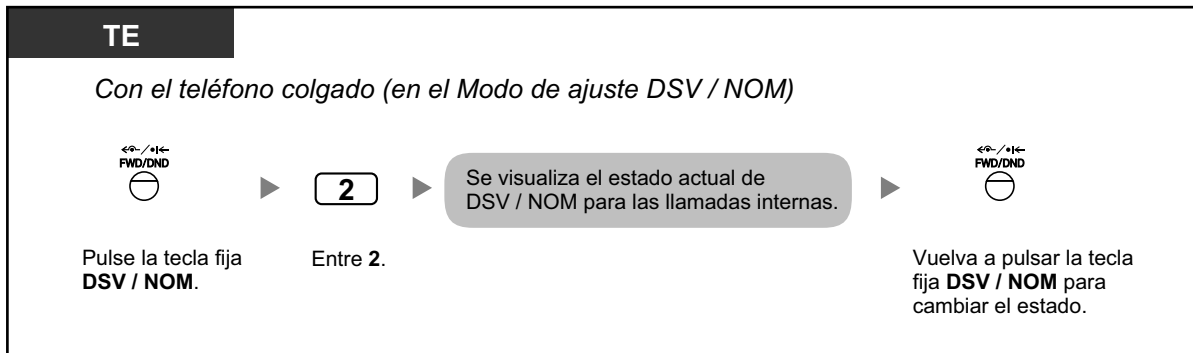 TE
Con el teléfono colgado (en el Modo de ajuste DSV / NOM)
FWD/DND
Pulse la tecla fija
DSV / NOM.
2
Entre 2.
Se visualiza el estado actual de
DSV / NOM para las llamadas internas.
FWD/DND
Vuelva a pulsar la tecla
fija DSV / NOM para
cambiar el estado.